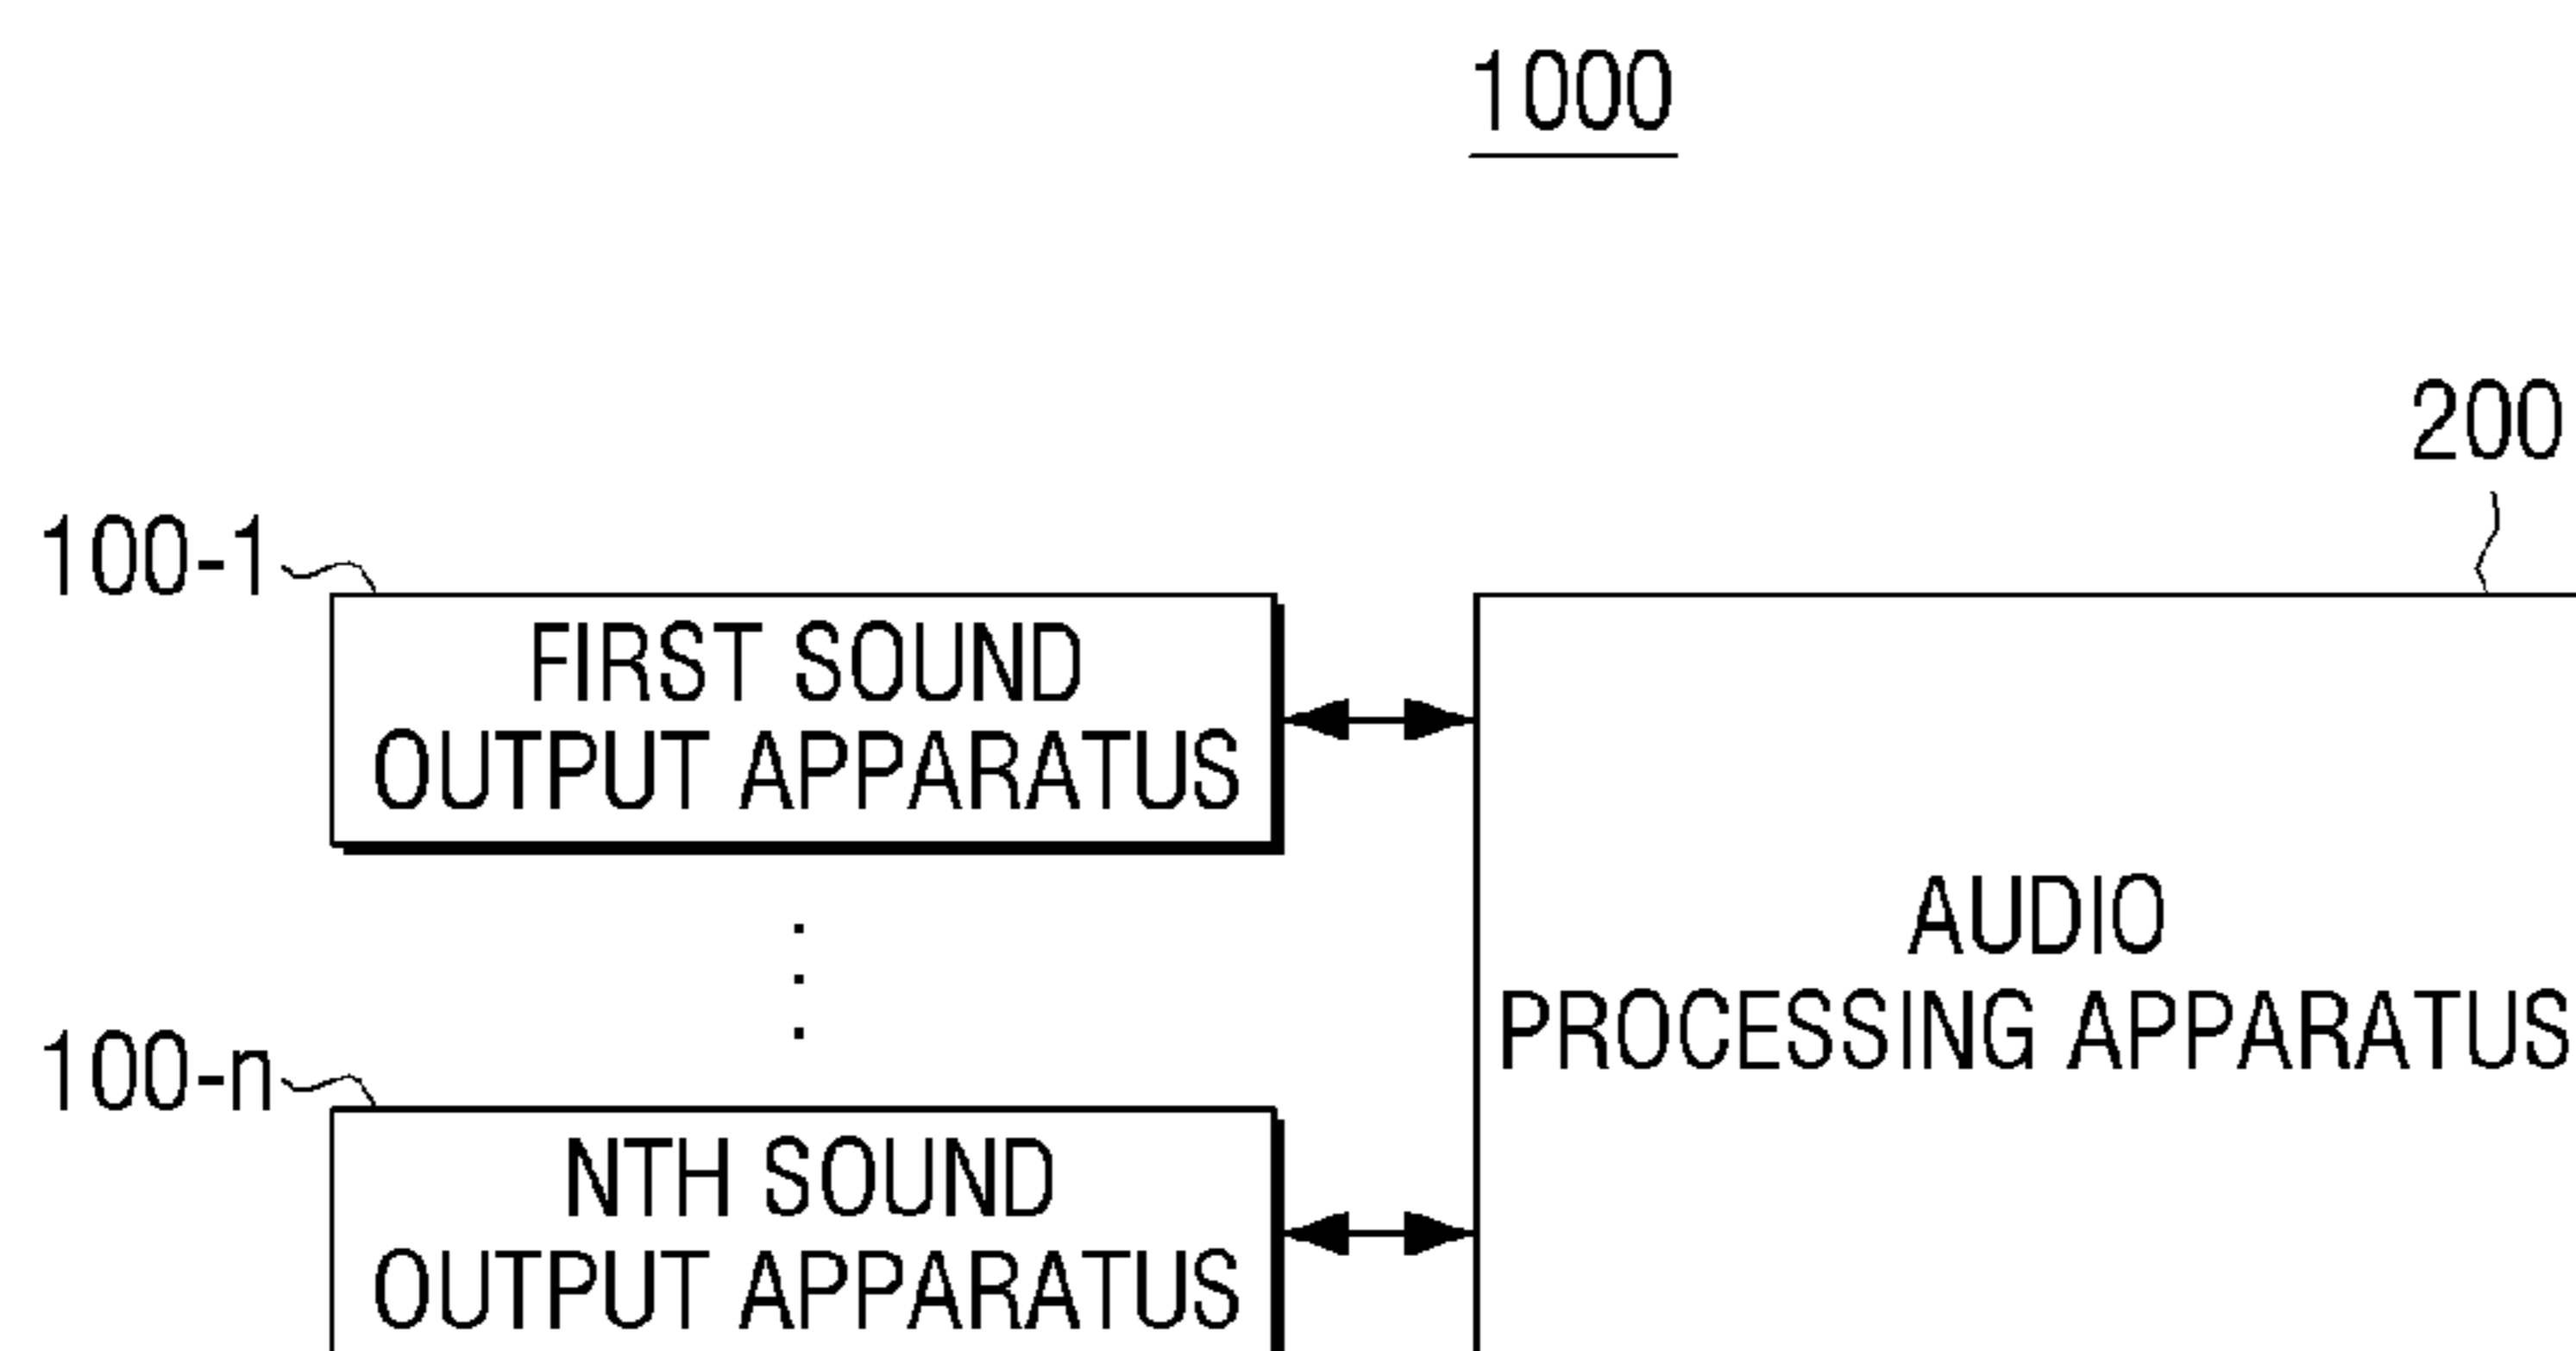 1000
200
100-1
FIRST SOUND
OUTPUT APPARATUS
AUDIO
PROCESSING APPARATUS
100-n
NTH SOUND
OUTPUT APPARATUS